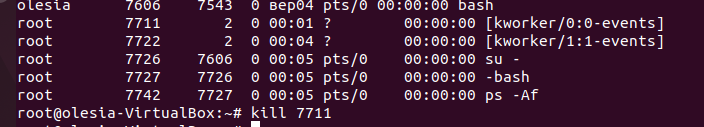 olesia 7606 7543 0 вер04 pts/0 00:00:00 bash
root 7711 2 0 00:01 ? 00:00:00 [kworker/0:0-events]
root 7722 2 0 00:04 ? 00:00:00 [kworker/1:1-events]
root 7726 7606 0 00:05 pts/0 00:00:00 su -
root 7727 7726 0 00:05 pts/0 00:00:00 -bash
root 7742 7727 0 00:05 pts/0 00:00:00 ps -Af
root@olesia-VirtualBox:~# kill 7711
root@olesia-VirtualBox:~#